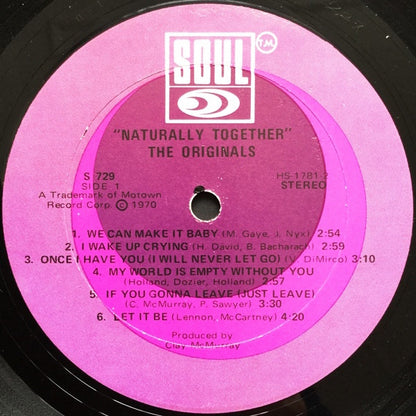 SOUL T.M.
"NATURALLY TOGETHER"
THE ORIGINALS
S 729 HS-1781-2
SIDE 1 STEREO
A Trademark of Motown
Record Corp. Ⓒ 1970
1. WE CAN MAKE IT BABY (M. Gaye, J. Nyx) 2:54
2. I WAKE UP CRYING (H. David, B. Bacharach) 2:59
3. ONCE I HAVE YOU (I WILL NEVER LET GO) (V. DiMirco) 3:10
4. MY WORLD IS EMPTY WITHOUT YOU
(Holland, Dozier, Holland) 2:57
5. IF YOU GONNA LEAVE (JUST LEAVE)
(C. McMurray, P. Sawyer) 3:30
6. LET IT BE (Lennon, McCartney) 4:20
Produced by
Clay McMurray